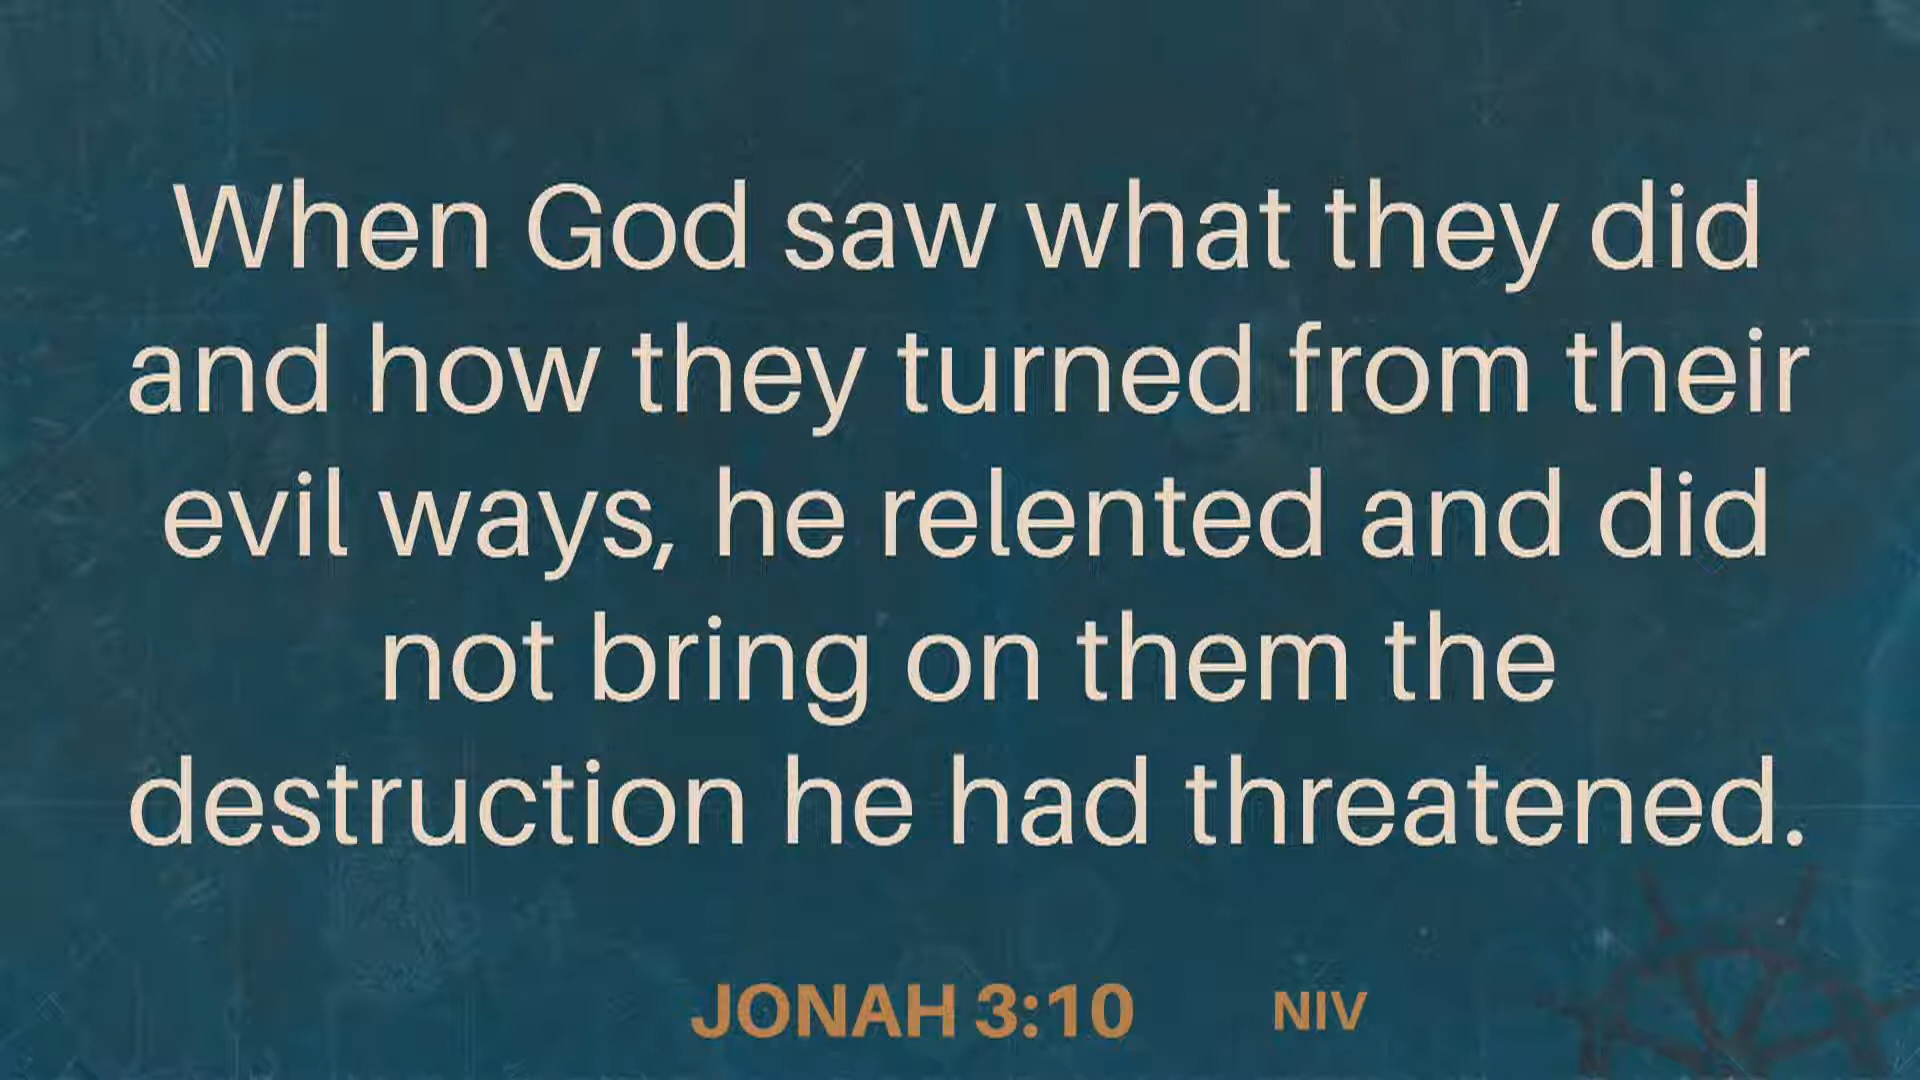 When God saw what they did
and how they turned from their
evil ways, he relented and did
not bring on them the
destruction he had threatened.
JONAH 3:10 NIV